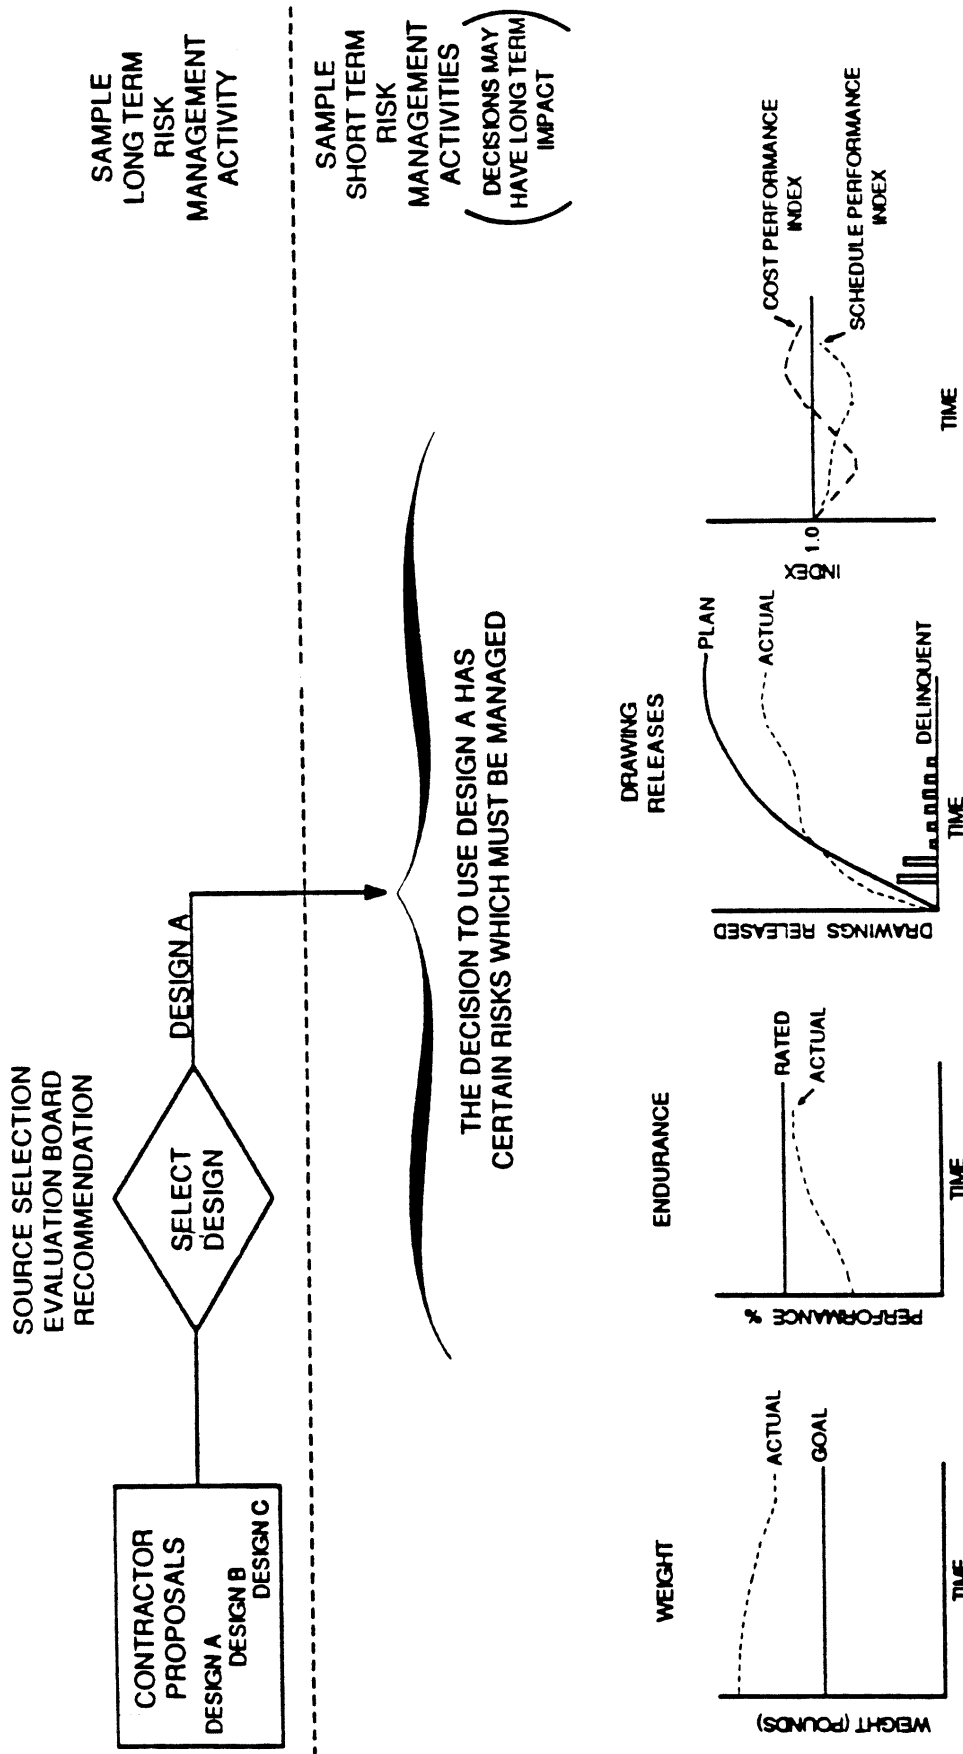 SOURCE SELECTION
EVALUATION BOARD
RECOMMENDATION
CONTRACTOR
PROPOSALS
DESIGN A
DESIGN B
DESIGN C
SELECT
DESIGN
DESIGN A
SAMPLE
LONG TERM
RISK
MANAGEMENT
ACTIVITY
SAMPLE
SHORT TERM
RISK
MANAGEMENT
ACTIVITIES
(DECISIONS MAY
HAVE LONG TERM
IMPACT)
THE DECISION TO USE DESIGN A HAS
CERTAIN RISKS WHICH MUST BE MANAGED
WEIGHT
WEIGHT (POUNDS)
ACTUAL
GOAL
TIME
ENDURANCE
PERFORMANCE %
RATED
ACTUAL
TIME
DRAWING
RELEASES
DRAWINGS RELEASED
PLAN
ACTUAL
DELINQUENT
TIME
INDEX
1.0
COST PERFORMANCE
INDEX
SCHEDULE PERFORMANCE
INDEX
TIME